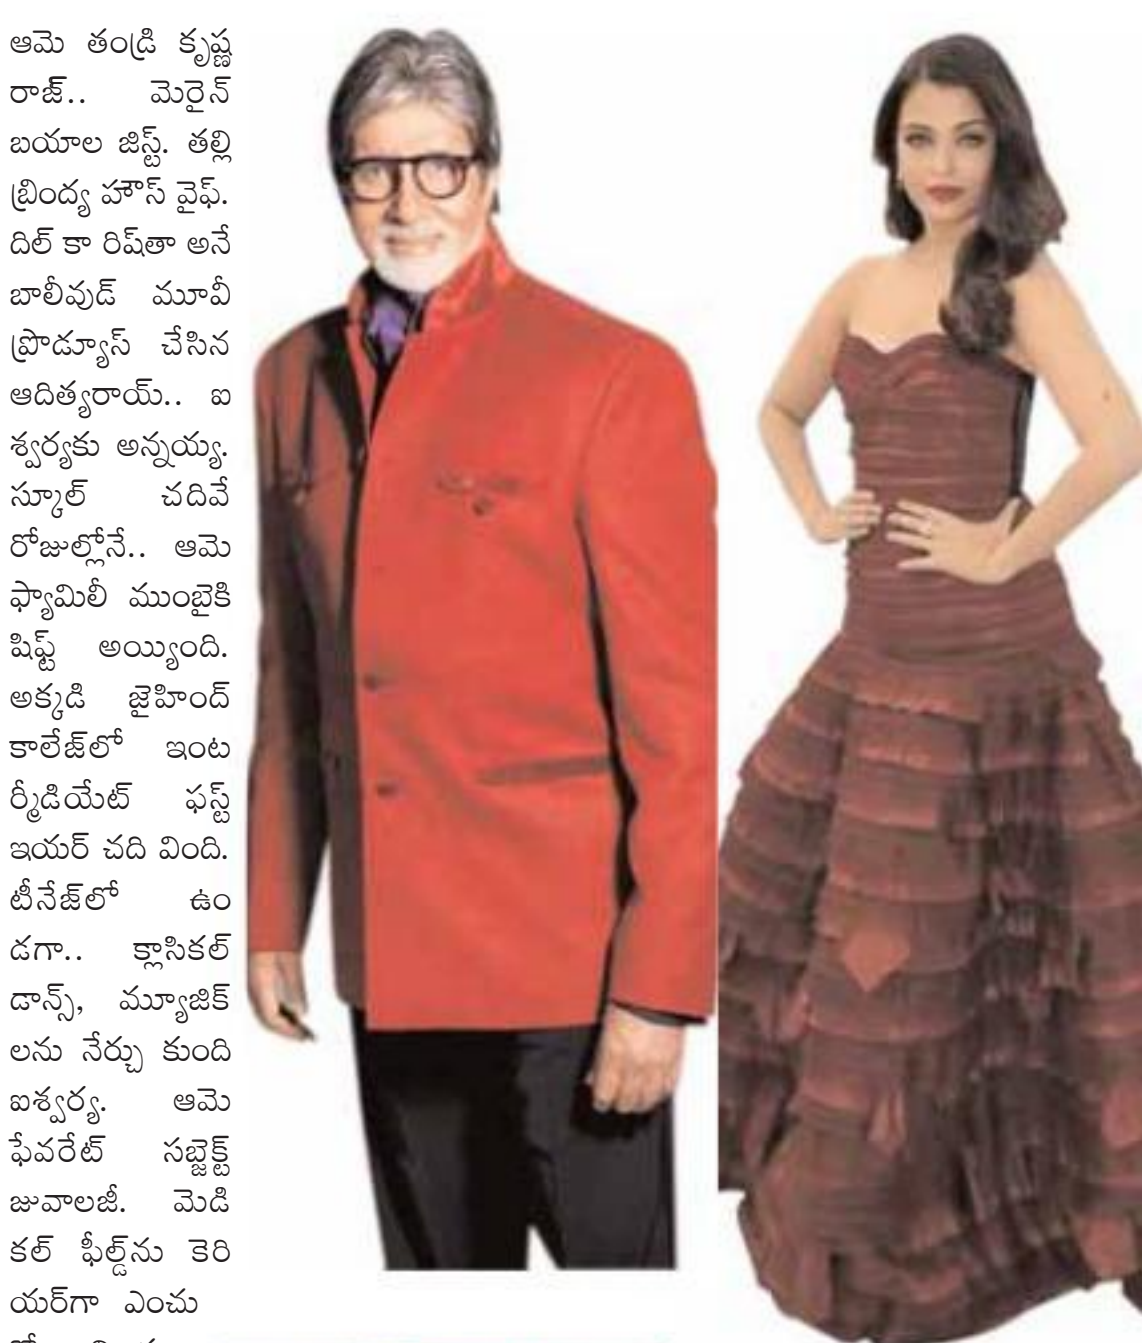 ఆమె తండ్రి కృష్ణ
రాజ్.. మెరైన్
బయాల జిస్ట్. తల్లి
బ్రింద్య హౌస్ వైఫ్.
దిల్ కా రిష్‌తా అనే
బాలీవుడ్ మూవీ
ప్రొడ్యూస్ చేసిన
ఆదిత్యరాయ్.. ఐ
శ్వర్యకు అన్నయ్య.
స్కూల్ చదివే
రోజుల్లోనే.. ఆమె
ఫ్యామిలీ ముంబైకి
షిఫ్ట్ అయ్యింది.
అక్కడి జైహింద్
కాలేజ్‌లో ఇంట
ర్మీడియేట్ ఫస్ట్
ఇయర్ చది వింది.
టీనేజ్‌లో ఉం
డగా.. క్లాసికల్
డాన్స్, మ్యూజిక్
లను నేర్చు కుంది
ఐశ్వర్య. ఆమె
ఫేవరేట్ సబ్జెక్ట్
జువాలజీ. మెడి
కల్ ఫీల్డ్‌ను కెరి
యర్‌గా ఎంచు